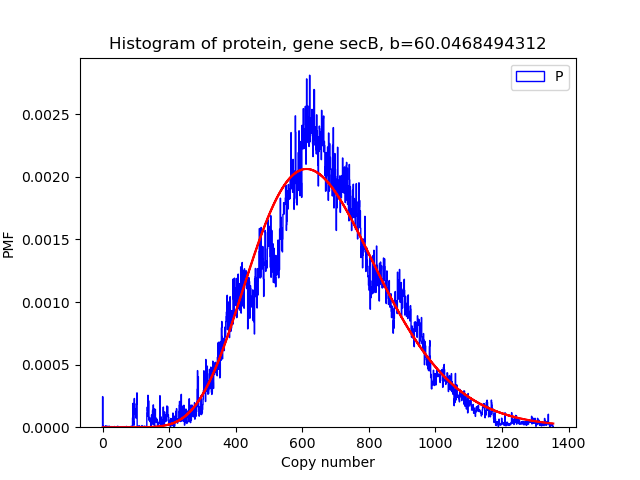 Histogram of protein, gene secB, b=60.0468494312
P
0.0025
0.0020
0.0015
0.0010
0.0005
0.0000
PMF
0 200 400 600 800 1000 1200 1400
Copy number